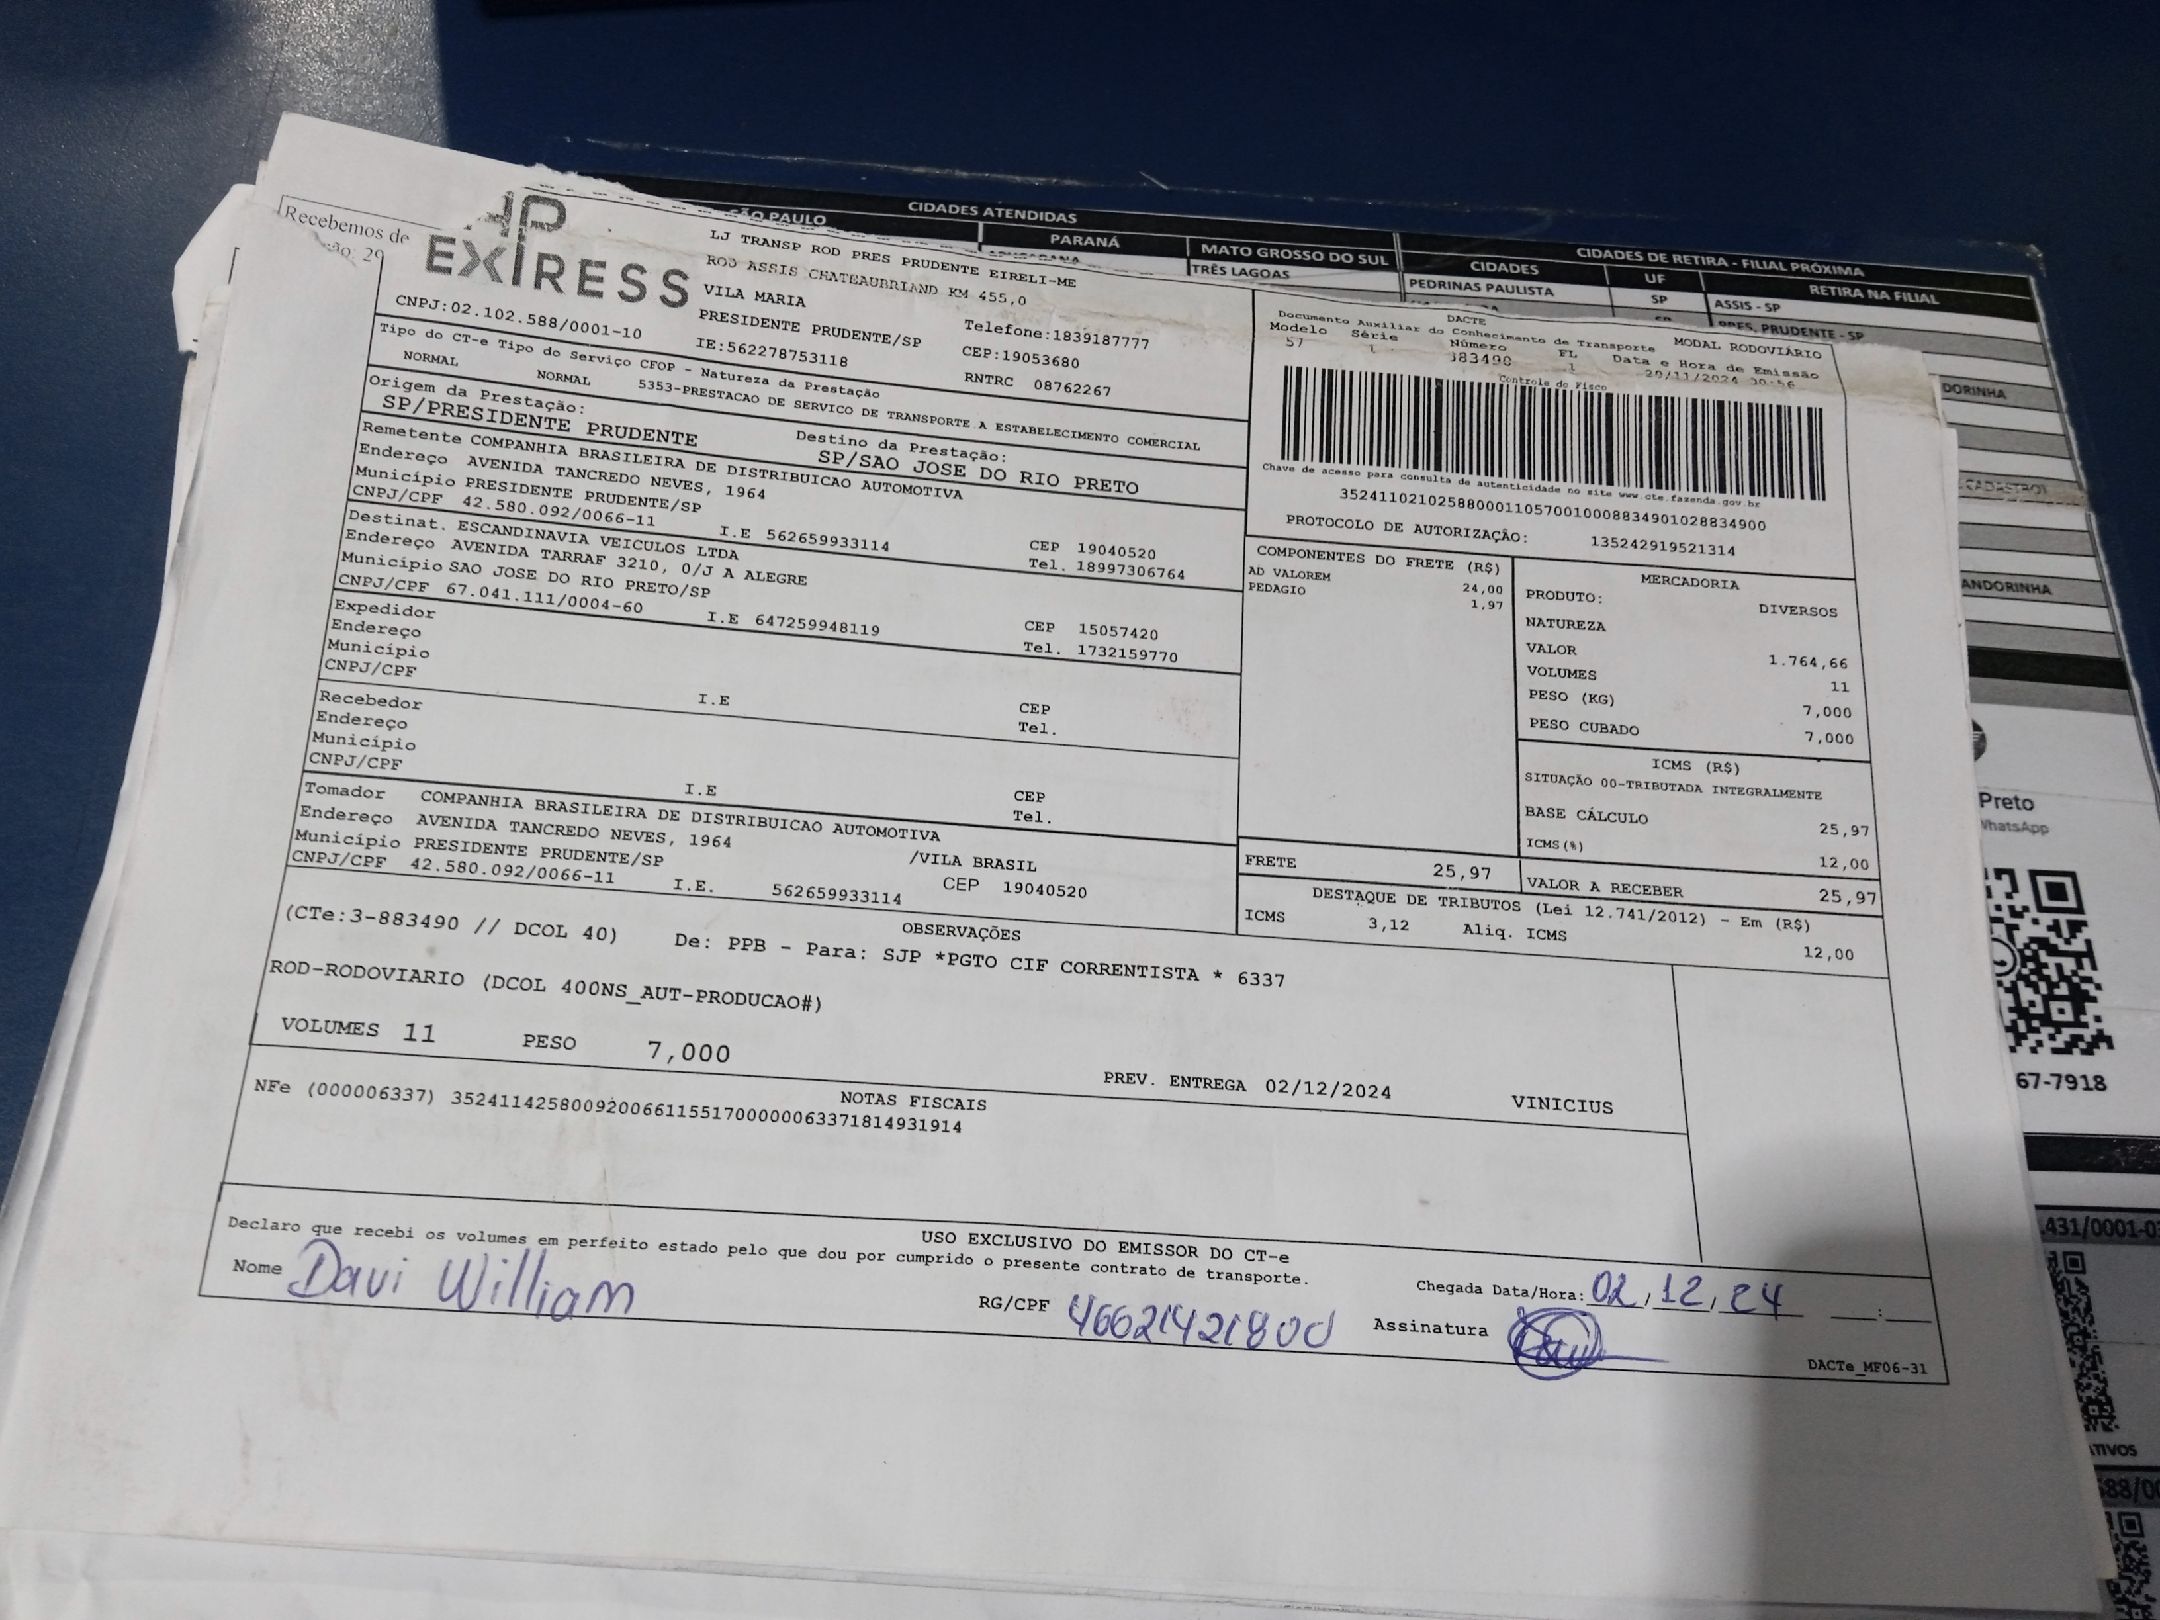 CIDADES ATENDIDAS
SÃO PAULO
PARANÁ
MATO GROSSO DO SUL
TRÊS LAGOAS
CIDADES DE RETIRA - FILIAL PRÓXIMA
CIDADES UF RETIRA NA FILIAL
PEDRINAS PAULISTA SP ASSIS - SP
PRES. PRUDENTE - SP
Recebemos de
EXPRESS
CNPJ:02.102.588/0001-10
LJ TRANSP ROD PRES PRUDENTE EIRELI-ME
ROD ASSIS CHATEAUBRIAND KM 455,0
VILA MARIA
PRESIDENTE PRUDENTE/SP Telefone:1839187777
IE:562278753118 CEP:19053680
RNTRC 08762267
DACTE
Documento Auxiliar do Conhecimento de Transporte MODAL RODOVIÁRIO
Modelo Série Número FL Data e Hora de Emissão
57 1 883490 1
Controle do Fisco
Chave de acesso para consulta de autenticidade no site www.cte.fazenda.gov.br
35241102102588000110570010008834901028834900
PROTOCOLO DE AUTORIZAÇÃO: 135242919521314
Tipo do CT-e Tipo do Serviço CFOP - Natureza da Prestação
NORMAL NORMAL 5353-PRESTACAO DE SERVICO DE TRANSPORTE A ESTABELECIMENTO COMERCIAL
Origem da Prestação: Destino da Prestação:
SP/PRESIDENTE PRUDENTE SP/SAO JOSE DO RIO PRETO
Remetente COMPANHIA BRASILEIRA DE DISTRIBUICAO AUTOMOTIVA
Endereço AVENIDA TANCREDO NEVES, 1964
Município PRESIDENTE PRUDENTE/SP CEP 19040520
CNPJ/CPF 42.580.092/0066-11 I.E 562659933114 Tel. 18997306764
Destinat. ESCANDINAVIA VEICULOS LTDA
Endereço AVENIDA TARRAF 3210, 0/J A ALEGRE
Município SAO JOSE DO RIO PRETO/SP CEP 15057420
CNPJ/CPF 67.041.111/0004-60 I.E 647259948119 Tel. 1732159770
Expedidor
Endereço
Município CEP
CNPJ/CPF I.E Tel.
Recebedor
Endereço
Município CEP
CNPJ/CPF I.E Tel.
Tomador COMPANHIA BRASILEIRA DE DISTRIBUICAO AUTOMOTIVA
Endereço AVENIDA TANCREDO NEVES, 1964 /VILA BRASIL
Município PRESIDENTE PRUDENTE/SP CEP 19040520
CNPJ/CPF 42.580.092/0066-11 I.E. 562659933114
COMPONENTES DO FRETE (R$)
AD VALOREM 24,00
PEDAGIO 1,97
FRETE 25,97
MERCADORIA
PRODUTO: DIVERSOS
NATUREZA
VALOR 1.764,66
VOLUMES 11
PESO (KG) 7,000
PESO CUBADO 7,000
ICMS (R$)
SITUAÇÃO 00-TRIBUTADA INTEGRALMENTE
BASE CÁLCULO 25,97
ICMS(%) 12,00
VALOR A RECEBER 25,97
DESTAQUE DE TRIBUTOS (Lei 12.741/2012) - Em (R$)
ICMS 3,12 Aliq. ICMS 12,00
OBSERVAÇÕES
(CTe:3-883490 // DCOL 40) De: PPB - Para: SJP *PGTO CIF CORRENTISTA * 6337
ROD-RODOVIARIO (DCOL 400NS_AUT-PRODUCAO#)
VOLUMES 11 PESO 7,000 PREV. ENTREGA 02/12/2024 VINICIUS
NOTAS FISCAIS
NFe (000006337) 35241142580092006611551700000063371814931914
USO EXCLUSIVO DO EMISSOR DO CT-e
Declaro que recebi os volumes em perfeito estado pelo que dou por cumprido o presente contrato de transporte.
Nome Davi William RG/CPF 46621421800 Chegada Data/Hora: 02, 12, 24 :
Assinatura
DACTe_MF06-31
DORINHA
ANDORINHA
Preto
WhatsApp
67-7918